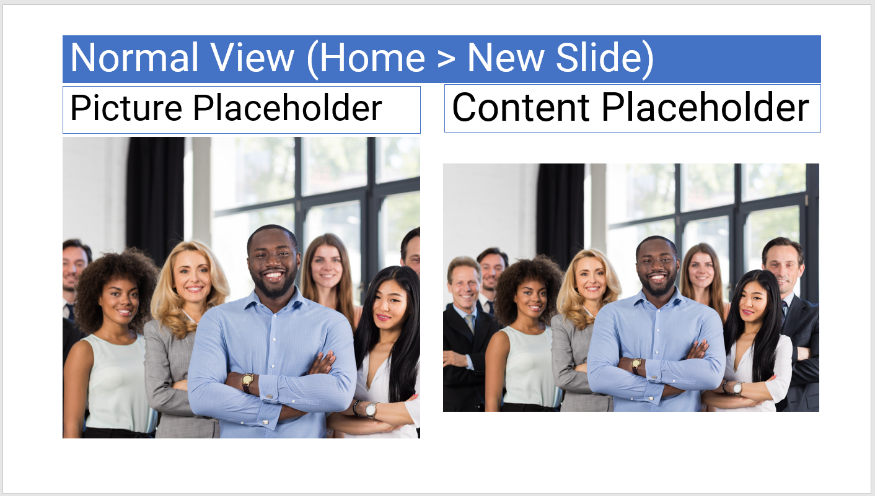 Normal View (Home > New Slide)
Picture Placeholder
Content Placeholder